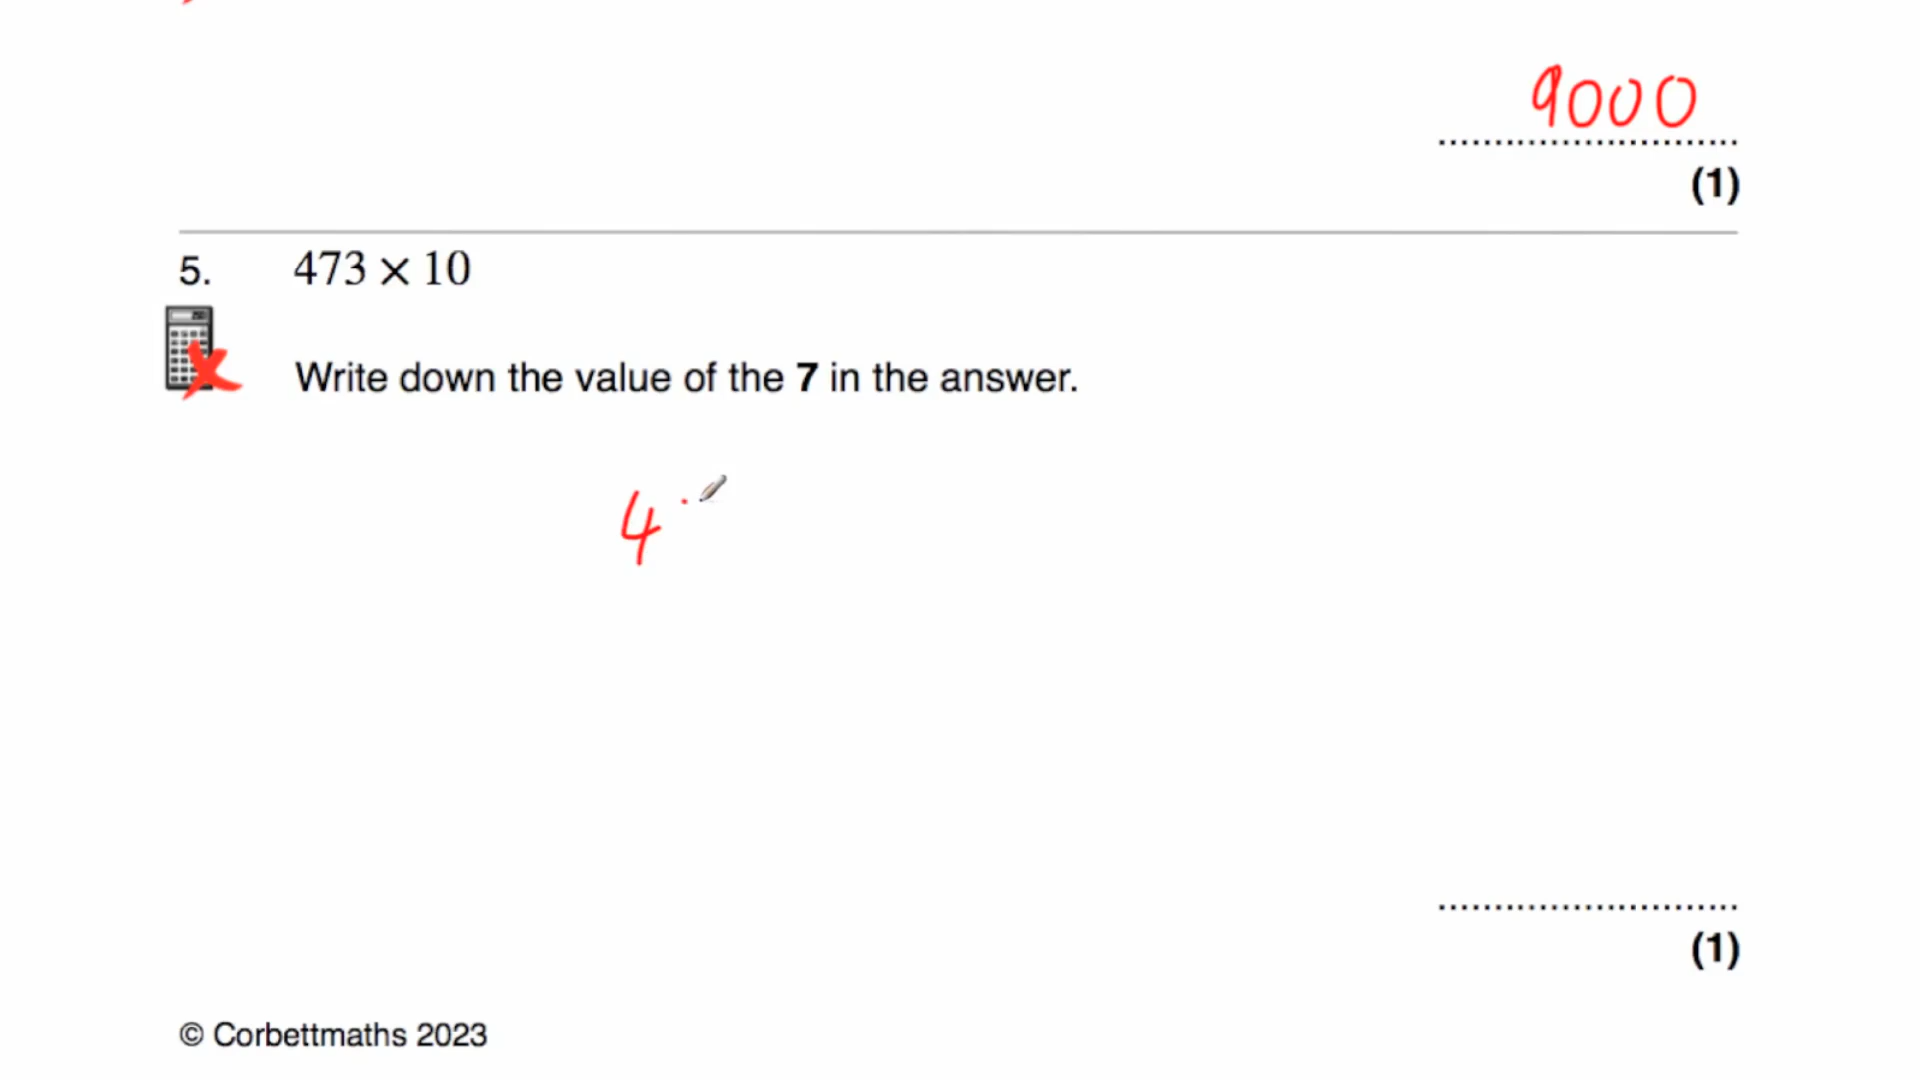 9000
(1)
5. 473 × 10
Write down the value of the 7 in the answer.
4
(1)
© Corbettmaths 2023